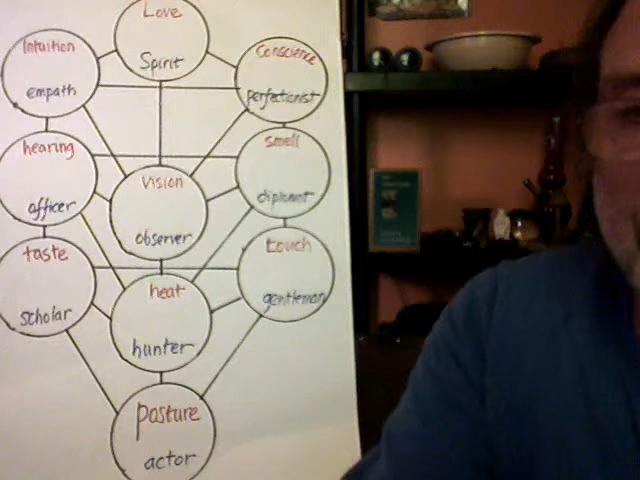 Love
Spirit
Intuition
empath
Conscience
perfectionist
hearing
officer
smell
diplomat
Vision
observer
taste
scholar
touch
gentleman
heat
hunter
posture
actor